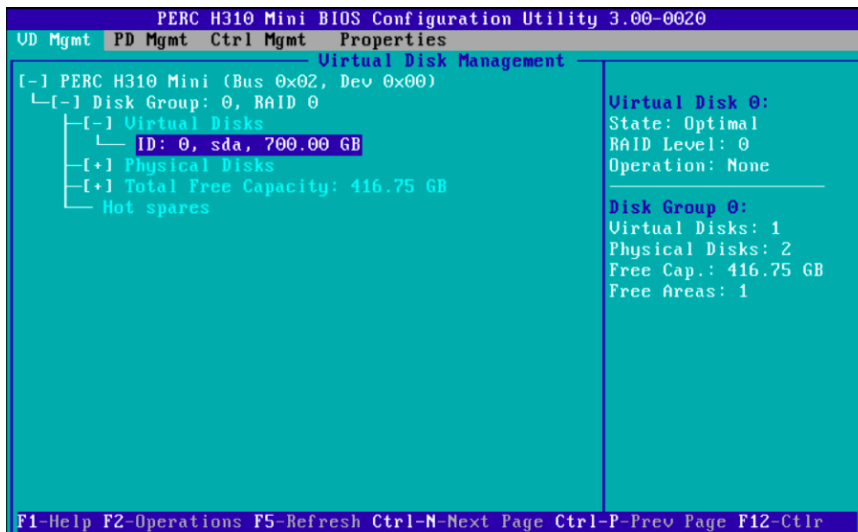 PERC H310 Mini BIOS Configuration Utility 3.00-0020
VD Mgmt PD Mgmt Ctrl Mgmt Properties
Virtual Disk Management
[-] PERC H310 Mini (Bus 0x02, Dev 0x00)
[-] Disk Group: 0, RAID 0
[-] Virtual Disks
ID: 0, sda, 700.00 GB
[+] Physical Disks
[+] Total Free Capacity: 416.75 GB
Hot spares
Virtual Disk 0:
State: Optimal
RAID Level: 0
Operation: None
Disk Group 0:
Virtual Disks: 1
Physical Disks: 2
Free Cap.: 416.75 GB
Free Areas: 1
F1-Help F2-Operations F5-Refresh Ctrl-N-Next Page Ctrl-P-Prev Page F12-Ctlr